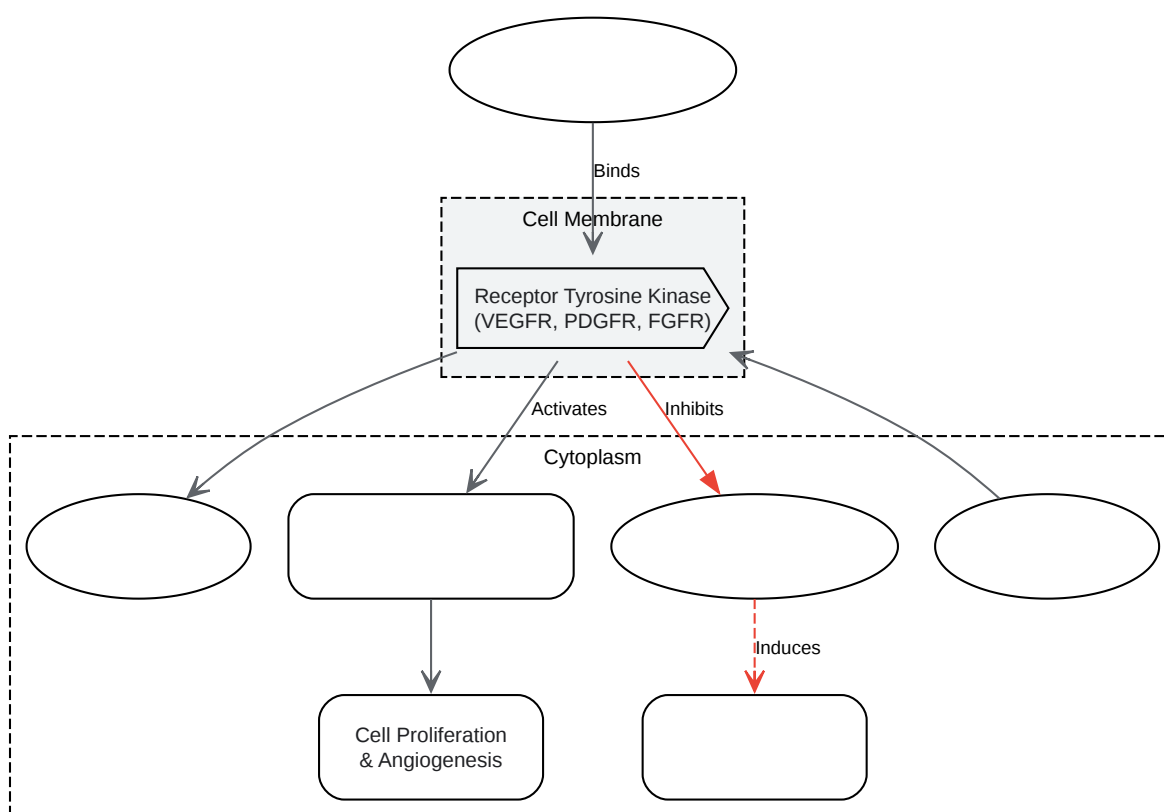 Binds
Cell Membrane
Receptor Tyrosine Kinase
(VEGFR, PDGFR, FGFR)
Activates
Inhibits
Cytoplasm
Induces
Cell Proliferation
& Angiogenesis